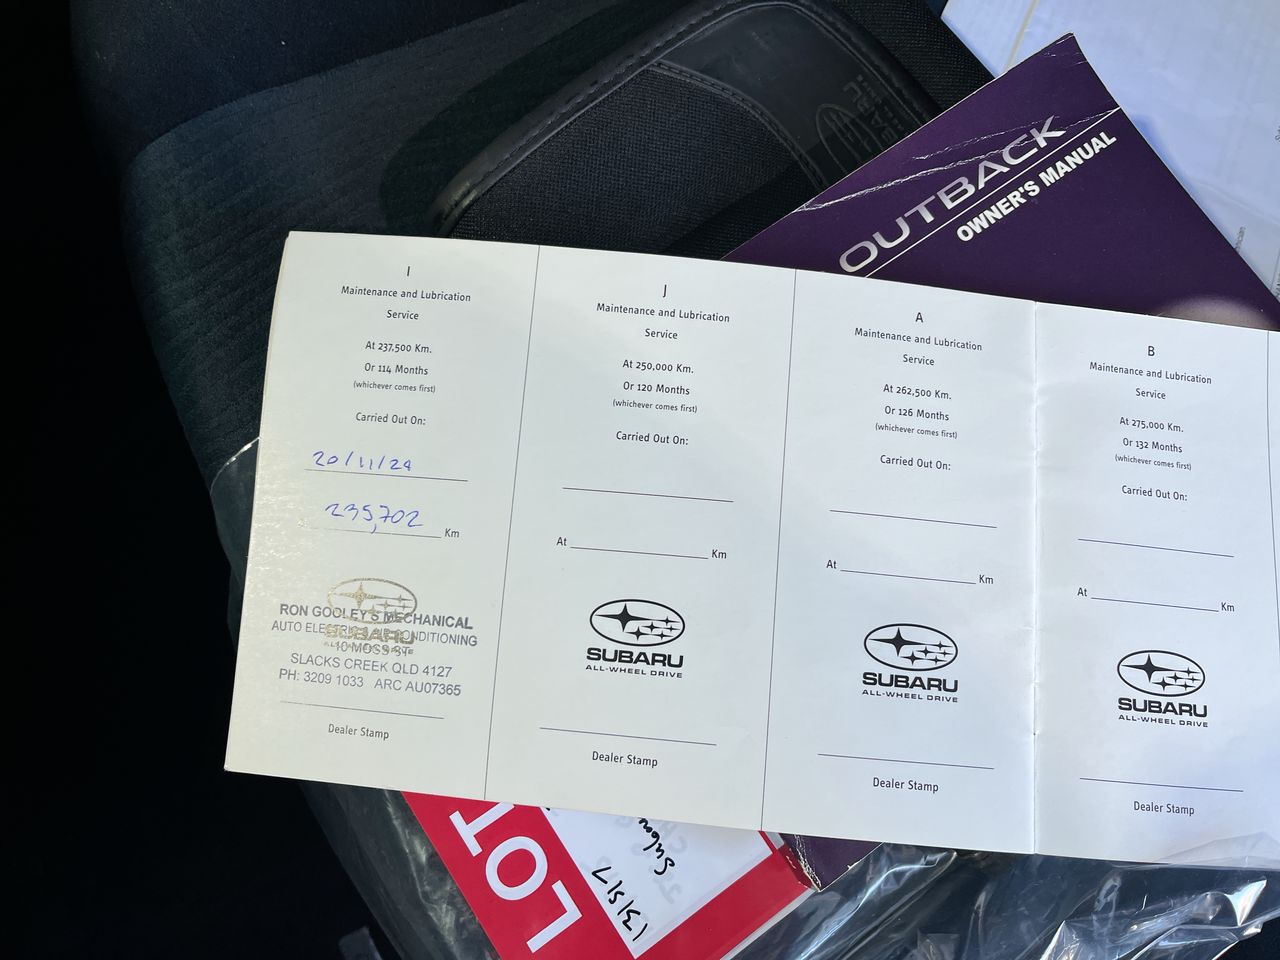 OUTBACK
OWNER'S MANUAL
I
Maintenance and Lubrication
Service
At 237,500 Km.
Or 114 Months
(whichever comes first)
Carried Out On:
20/11/24
235,702 Km
RON GOOLEY'S MECHANICAL
AUTO ELECTRIC & AIR CONDITIONING
10 MOSS ST
SLACKS CREEK QLD 4127
PH: 3209 1033 ARC AU07365
Dealer Stamp
J
Maintenance and Lubrication
Service
At 250,000 Km.
Or 120 Months
(whichever comes first)
Carried Out On:
At Km
SUBARU
ALL-WHEEL DRIVE
Dealer Stamp
A
Maintenance and Lubrication
Service
At 262,500 Km.
Or 126 Months
(whichever comes first)
Carried Out On:
At Km
SUBARU
ALL-WHEEL DRIVE
Dealer Stamp
B
Maintenance and Lubrication
Service
At 275,000 Km.
Or 132 Months
(whichever comes first)
Carried Out On:
At Km
SUBARU
ALL-WHEEL DRIVE
Dealer Stamp
LOT